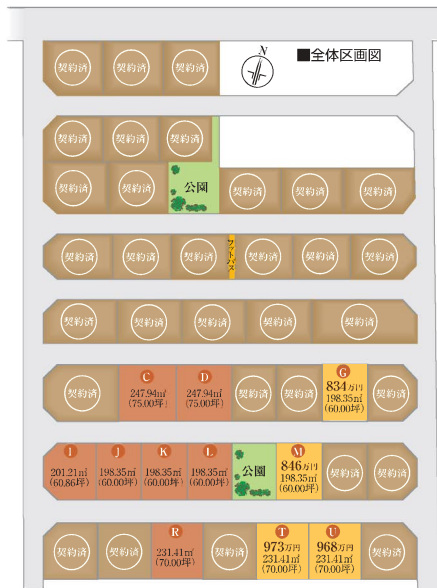 N
■全体区画図
契約済 契約済 契約済
契約済 契約済 契約済
契約済 契約済 公園 契約済 契約済 契約済
契約済 契約済 契約済 フットパス 契約済 契約済 契約済
契約済 契約済 契約済 契約済 契約済
契約済 契約済 契約済 契約済
C
247.94㎡
(75.00坪)
D
247.94㎡
(75.00坪)
G
834万円
198.35㎡
(60.00坪)
I
201.21㎡
(60.86坪)
J
198.35㎡
(60.00坪)
K
198.35㎡
(60.00坪)
L
198.35㎡
(60.00坪)
公園
M
846万円
198.35㎡
(60.00坪)
契約済 契約済
契約済 契約済
R
231.41㎡
(70.00坪)
契約済
T
973万円
231.41㎡
(70.00坪)
U
968万円
231.41㎡
(70.00坪)
契約済